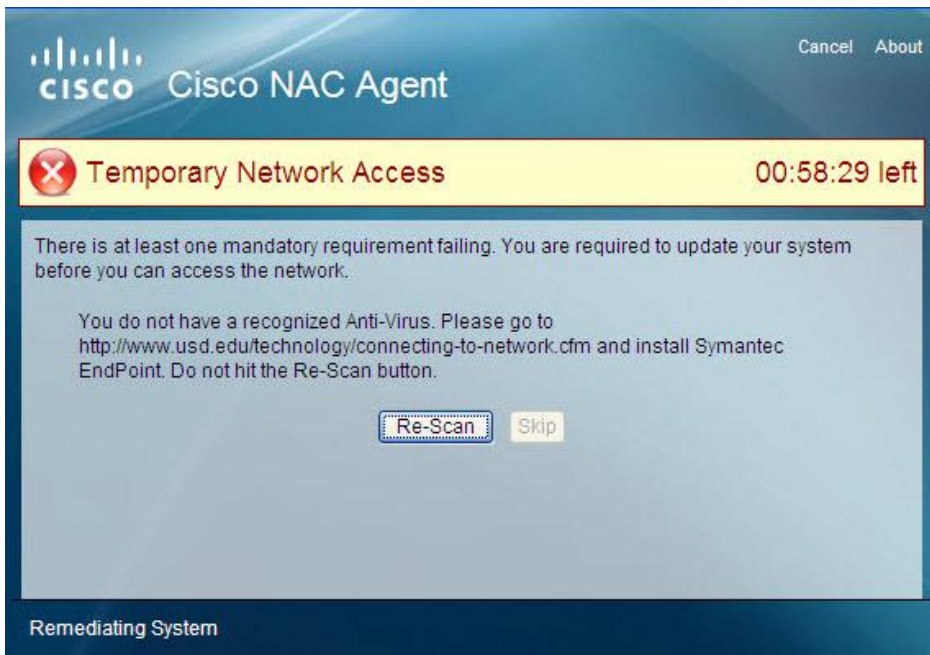 Cancel About
CISCO Cisco NAC Agent
Temporary Network Access 00:58:29 left
There is at least one mandatory requirement failing. You are required to update your system
before you can access the network.
You do not have a recognized Anti-Virus. Please go to
http://www.usd.edu/technology/connecting-to-network.cfm and install Symantec
EndPoint. Do not hit the Re-Scan button.
Re-Scan Skip
Remediating System